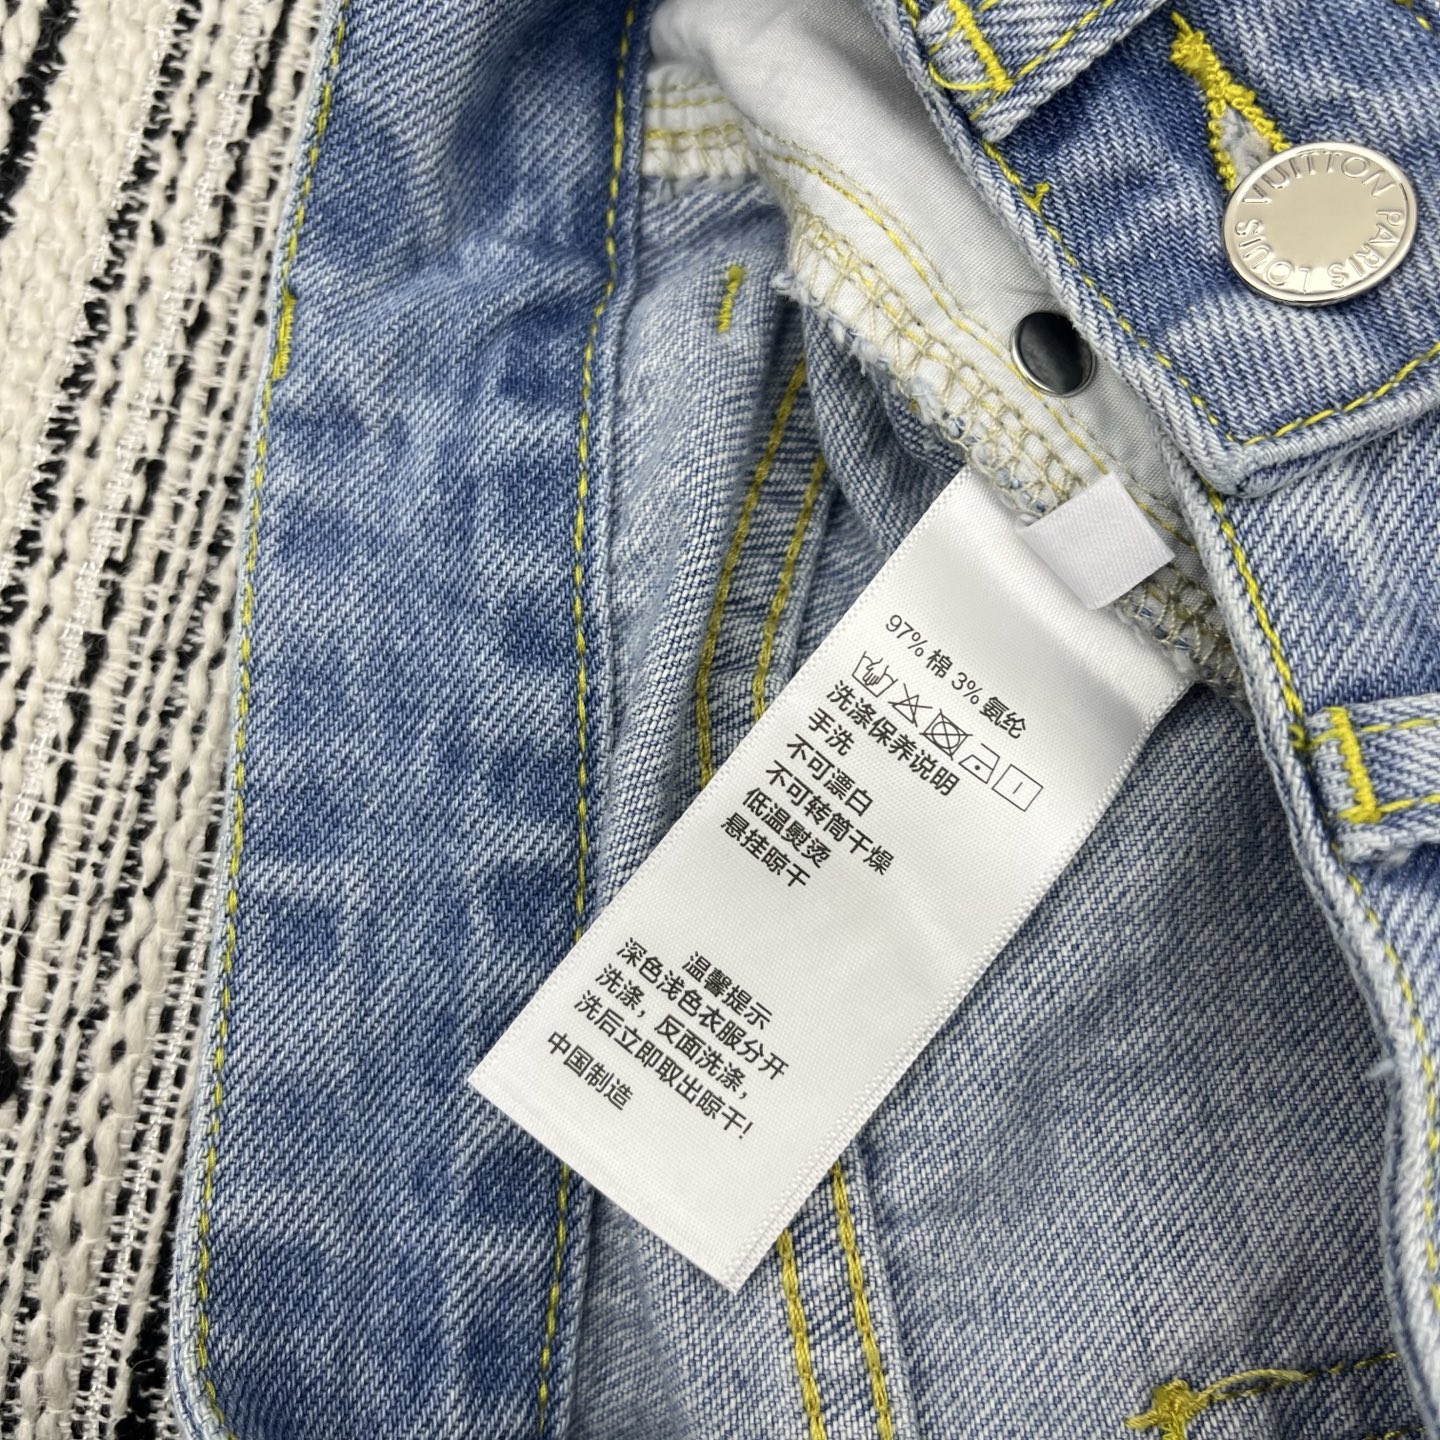 LOUIS VUITTON PARIS
97% 棉 3% 氨纶
洗涤保养说明
手洗
不可漂白
不可转筒干燥
低温熨烫
悬挂晾干
温馨提示
深色浅色衣服分开
洗涤，反面洗涤，
洗后立即取出晾干!
中国制造